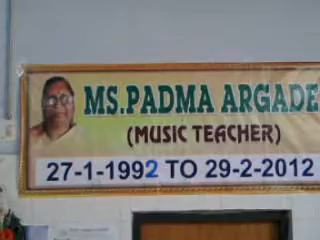 MS.PADMA ARGADE
(MUSIC TEACHER)
27-1-1992 TO 29-2-2012